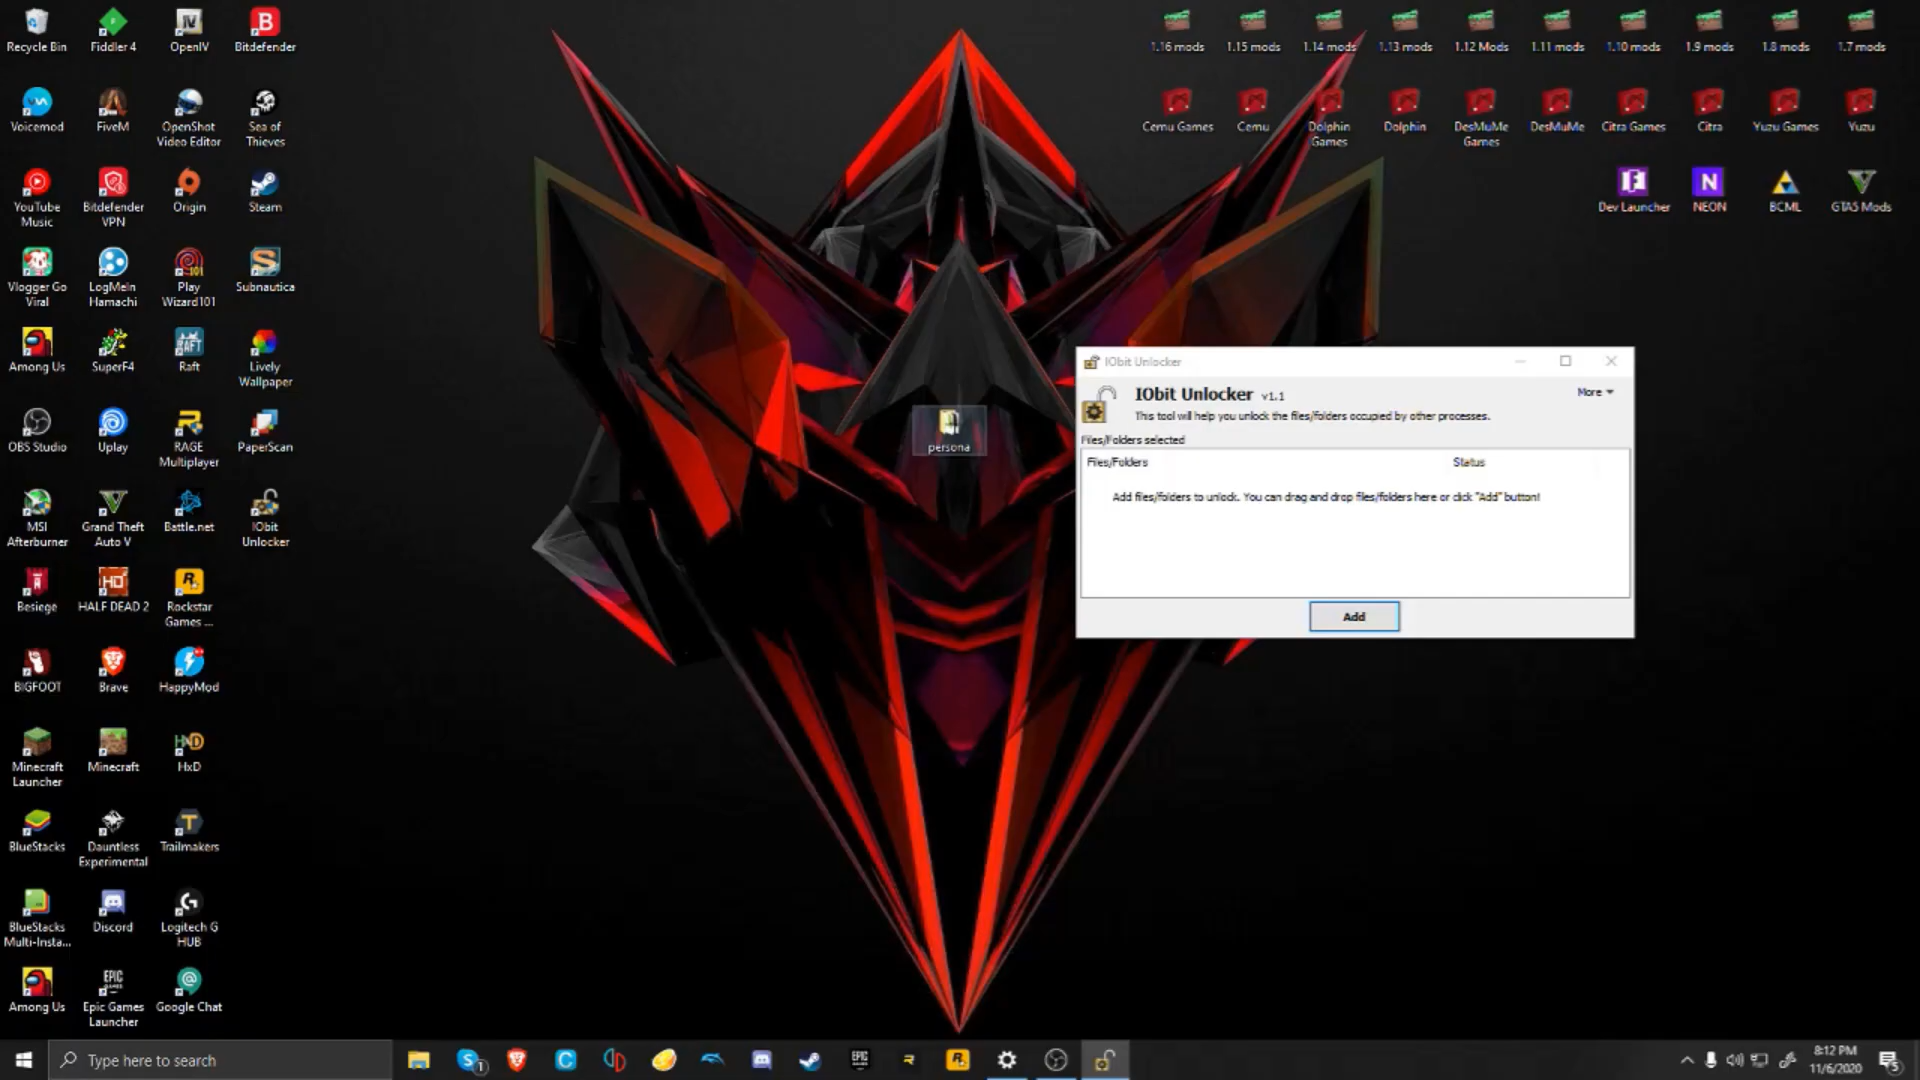 Recycle Bin
Fiddler 4
OpenIV
Bitdefender
Voicemod
FiveM
OpenShot
Video Editor
Sea of
Thieves
YouTube
Music
Bitdefender
VPN
Origin
Steam
Vlogger Go
Viral
LogMeIn
Hamachi
Play
Wizard101
Subnautica
Among Us
SuperF4
Raft
Lively
Wallpaper
OBS Studio
Uplay
RAGE
Multiplayer
PaperScan
MSI
Afterburner
Grand Theft
Auto V
Battle.net
IObit
Unlocker
Besiege
HALF DEAD 2
Rockstar
Games ...
BIGFOOT
Brave
HappyMod
Minecraft
Launcher
Minecraft
HxD
BlueStacks
Dauntless
Experimental
Trailmakers
BlueStacks
Multi-Insta...
Discord
Logitech G
HUB
Among Us
Epic Games
Launcher
Google Chat
1.16 mods
1.15 mods
1.14 mods
1.13 mods
1.12 Mods
1.11 mods
1.10 mods
1.9 mods
1.8 mods
1.7 mods
Cemu Games
Cemu
Dolphin
Games
Dolphin
DesMuMe
Games
DesMuMe
Citra Games
Citra
Yuzu Games
Yuzu
Dev Launcher
NEON
BCML
GTA5 Mods
persona
IObit Unlocker
IObit Unlocker v1.1
More
This tool will help you unlock the files/folders occupied by other processes.
Files/Folders selected
Files/Folders
Status
Add files/folders to unlock. You can drag and drop files/folders here or click "Add" button!
Add
Type here to search
8:12 PM
11/6/2020